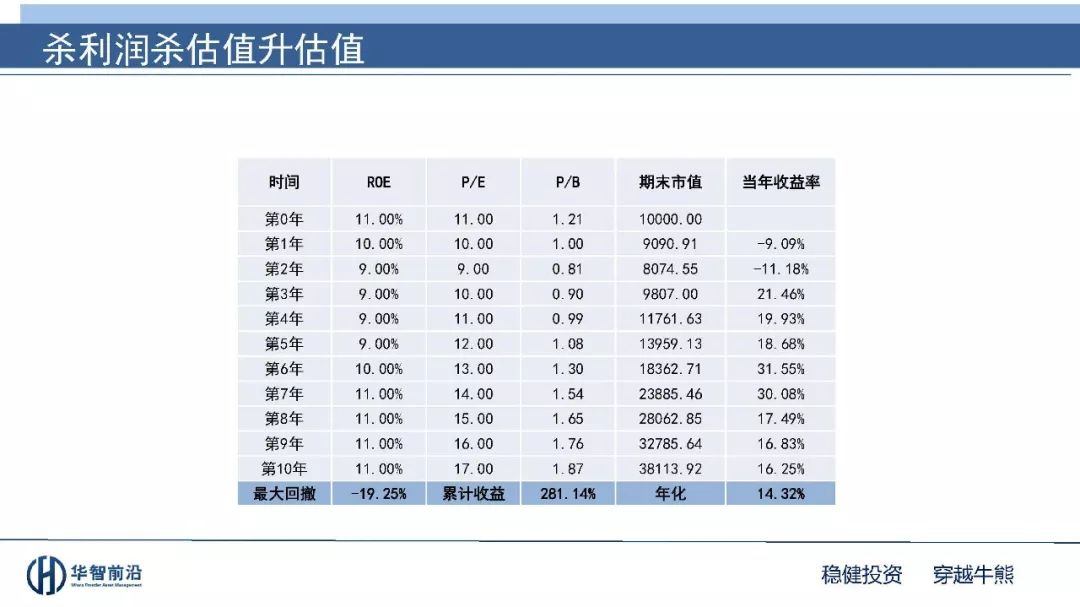 杀利润杀估值升估值
时间 ROE P/E P/B 期末市值 当年收益率
第0年 11.00% 11.00 1.21 10000.00
第1年 10.00% 10.00 1.00 9090.91 -9.09%
第2年 9.00% 9.00 0.81 8074.55 -11.18%
第3年 9.00% 10.00 0.90 9807.00 21.46%
第4年 9.00% 11.00 0.99 11761.63 19.93%
第5年 9.00% 12.00 1.08 13959.13 18.68%
第6年 10.00% 13.00 1.30 18362.71 31.55%
第7年 11.00% 14.00 1.54 23885.46 30.08%
第8年 11.00% 15.00 1.65 28062.85 17.49%
第9年 11.00% 16.00 1.76 32785.64 16.83%
第10年 11.00% 17.00 1.87 38113.92 16.25%
最大回撤 -19.25% 累计收益 281.14% 年化 14.32%
华智前沿
稳健投资 穿越牛熊